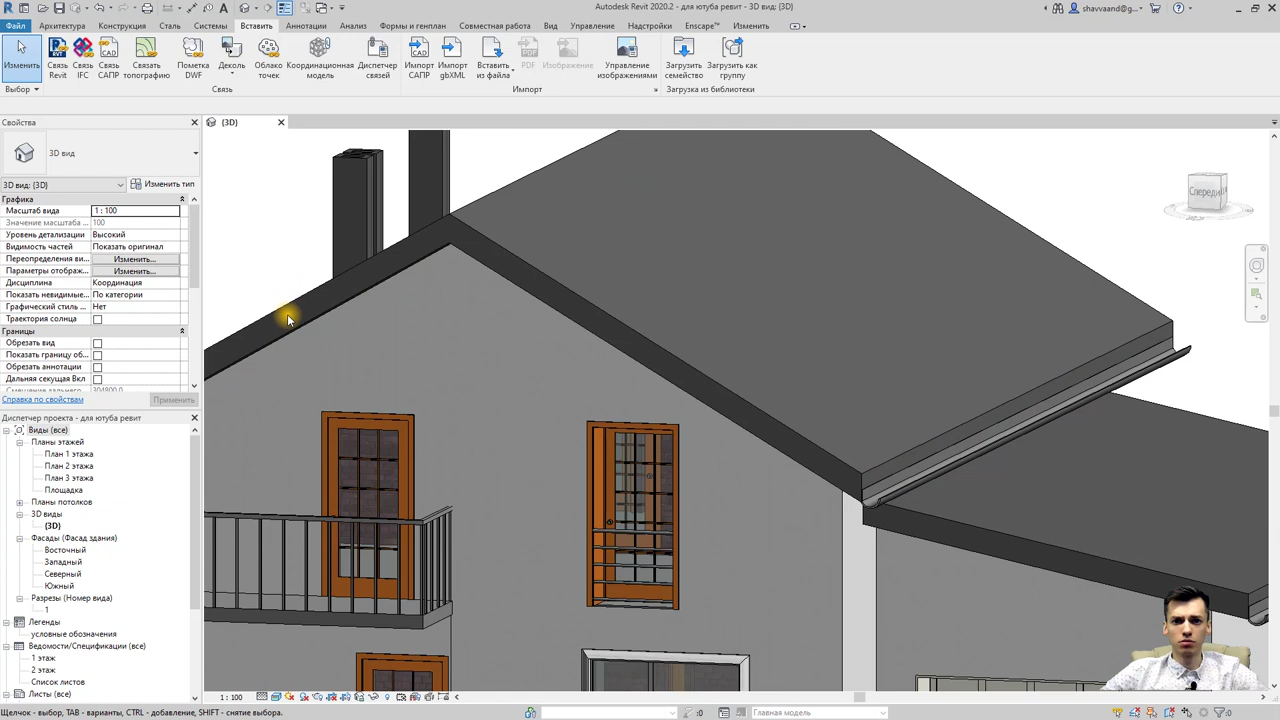 Autodesk Revit 2020.2 - для ютуба ревит - 3D вид: {3D}
shavvaand@g...
Файл Архитектура Конструкция Сталь Системы Вставить Аннотации Анализ Формы и генплан Совместная работа Вид Управление Надстройки Enscape™ Изменить
Изменить
Связь Revit
Связь IFC
Связь САПР
Связать топографию
Пометка DWF
Деколь
Облако точек
Координационная модель
Диспетчер связей
Импорт САПР
Импорт gbXML
Вставить из файла
PDF
Изображение
Управление изображениями
Загрузить семейство
Загрузить как группу
Выбор Связь Импорт Загрузка из библиотеки
Свойства
{3D}
3D вид
3D вид: {3D} Изменить тип
Графика
Масштаб вида 1 : 100
Значение масштаба ... 100
Уровень детализации Высокий
Видимость частей Показать оригинал
Переопределения ви... Изменить...
Параметры отображ... Изменить...
Дисциплина Координация
Показать невидимые... По категории
Графический стиль ... Нет
Траектория солнца
Границы
Обрезать вид
Показать границу об...
Обрезать аннотации
Дальняя секущая Вкл
Смещение дальнего... 304800.0
Справка по свойствам Применить
Диспетчер проекта - для ютуба ревит
Виды (все)
Планы этажей
План 1 этажа
План 2 этажа
План 3 этажа
Площадка
Планы потолков
3D виды
{3D}
Фасады (Фасад здания)
Восточный
Западный
Северный
Южный
Разрезы (Номер вида)
1
Легенды
условные обозначения
Ведомости/Спецификации (все)
1 этаж
2 этаж
Список листов
Листы (все)
Спереди
1 : 100
Щелчок - выбор, TAB - варианты, CTRL - добавление, SHIFT - снятие выбора.
:0
Главная модель
:0